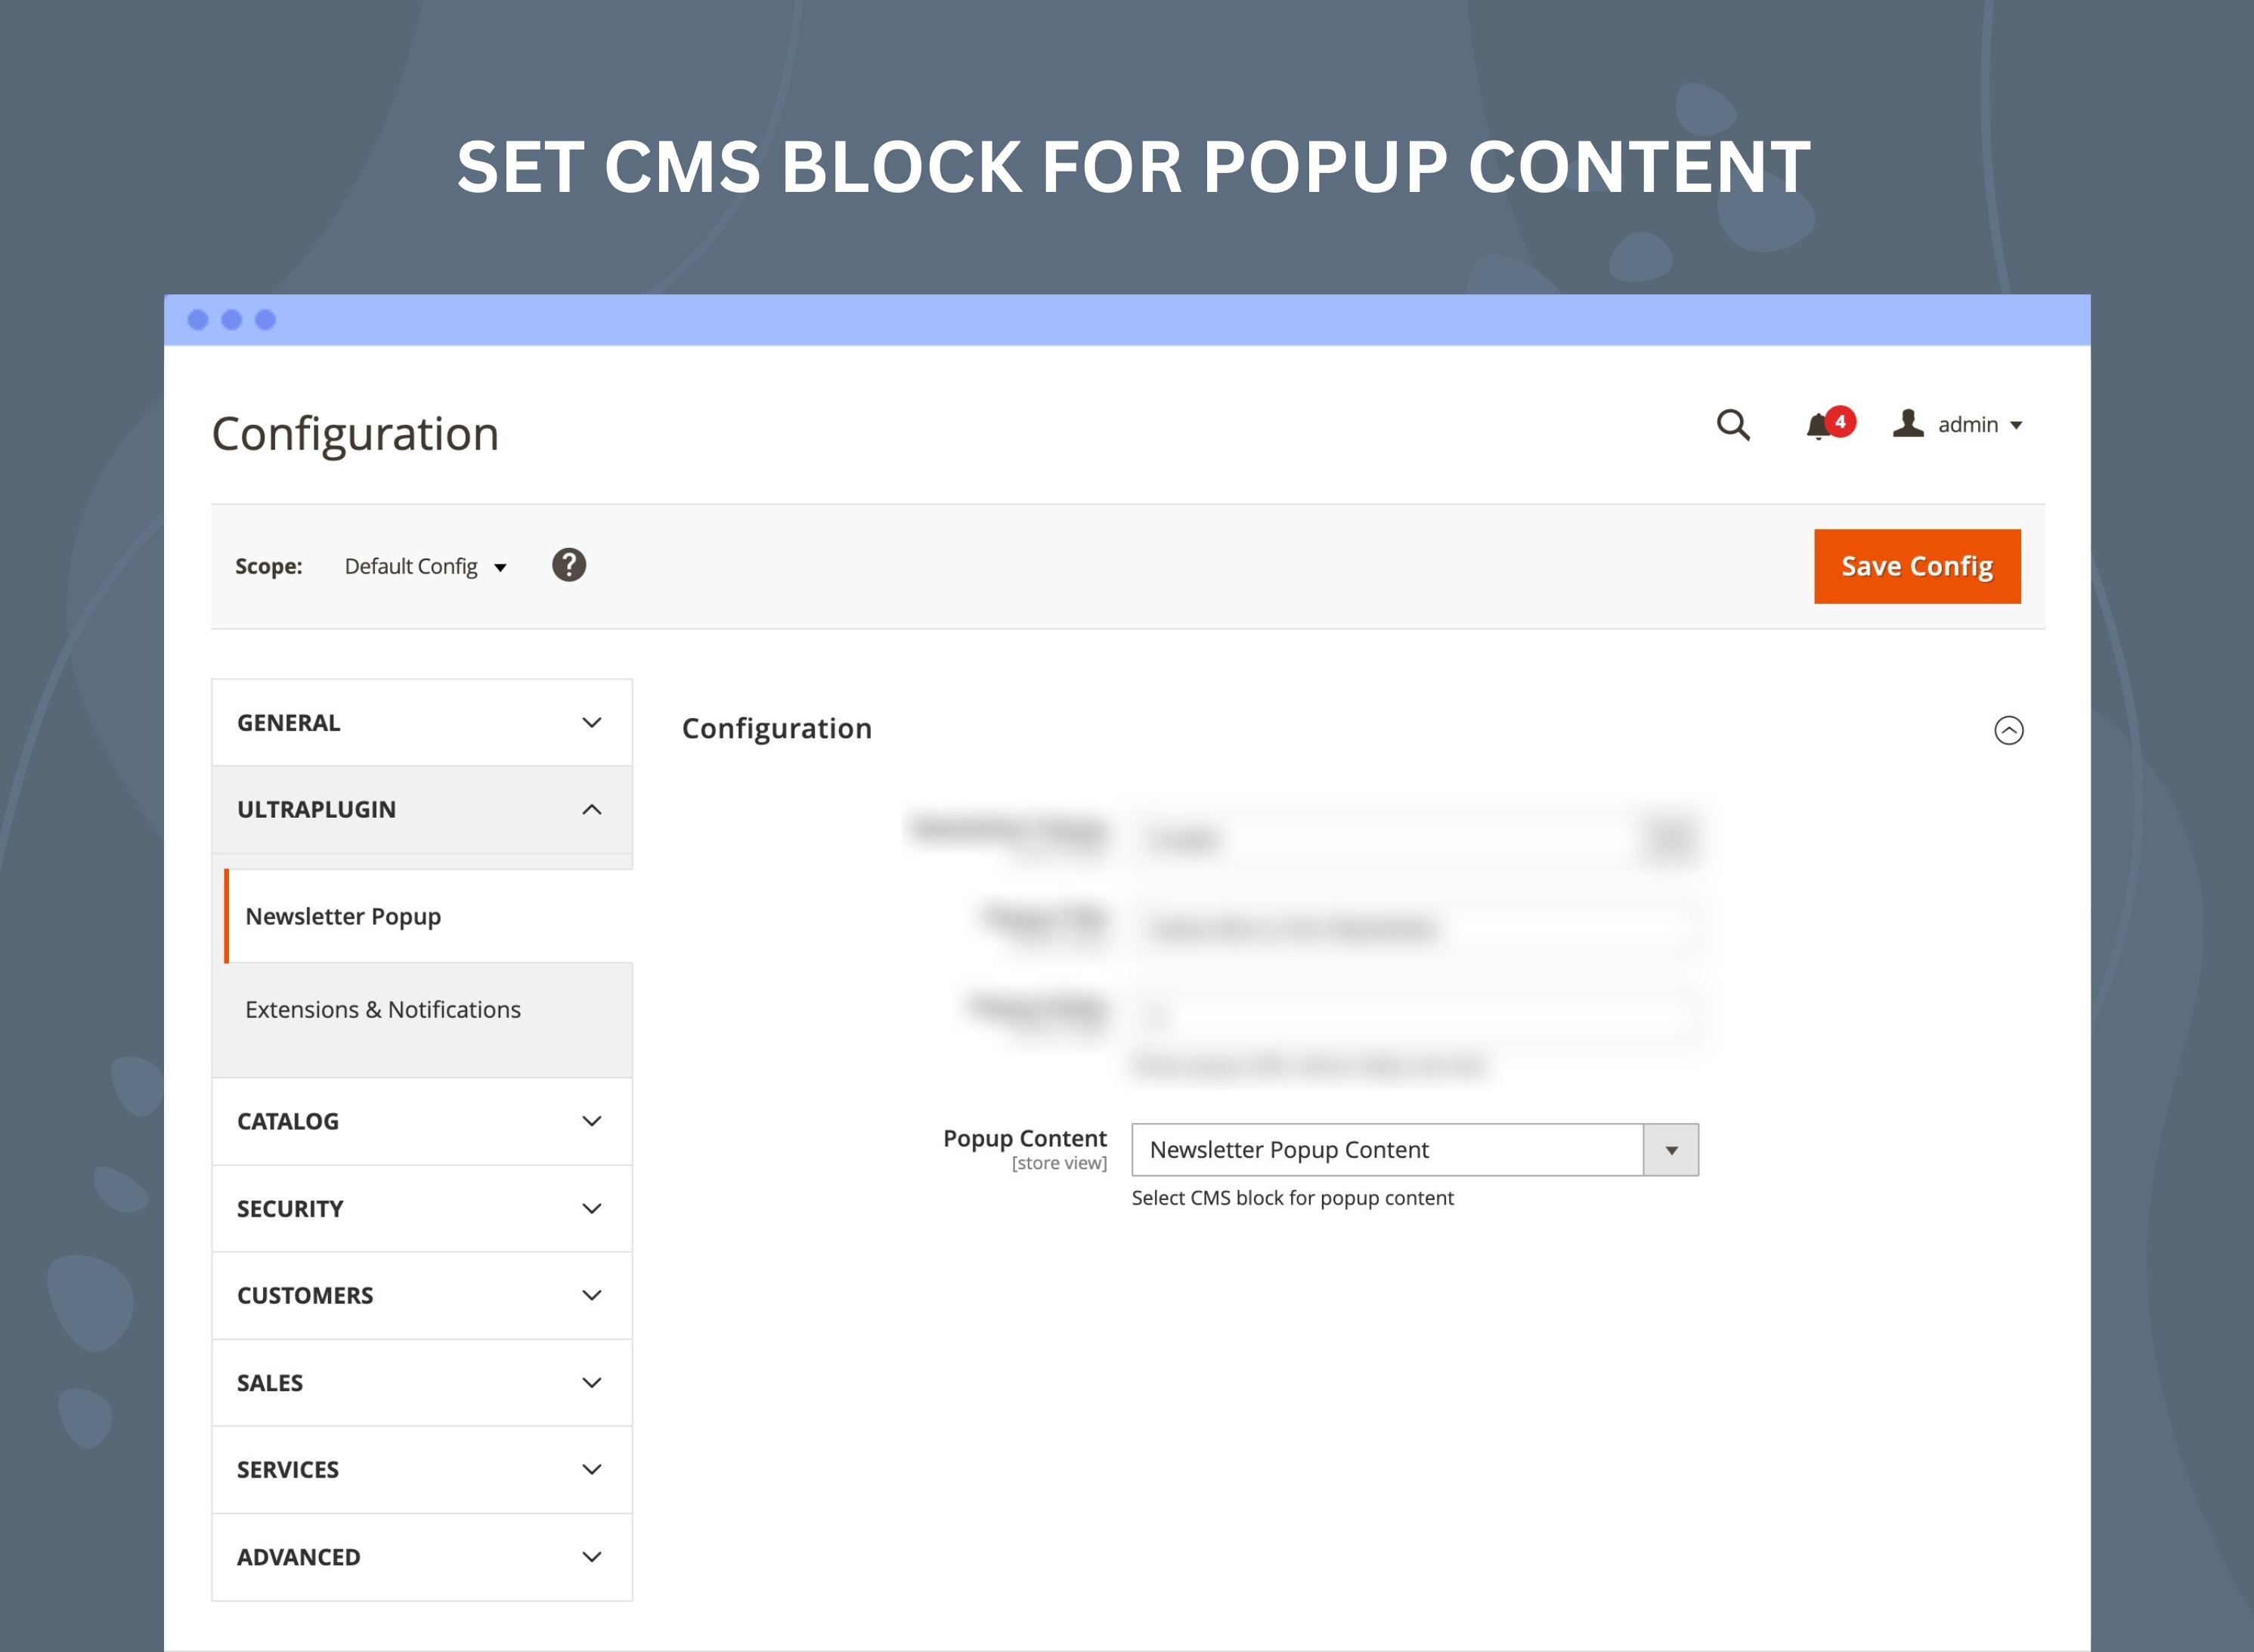 SET CMS BLOCK FOR POPUP CONTENT
Configuration
4
admin
Scope:
Default Config
?
Save Config
GENERAL
ULTRAPLUGIN
Newsletter Popup
Extensions & Notifications
CATALOG
SECURITY
CUSTOMERS
SALES
SERVICES
ADVANCED
Configuration
Popup Content
[store view]
Newsletter Popup Content
Select CMS block for popup content